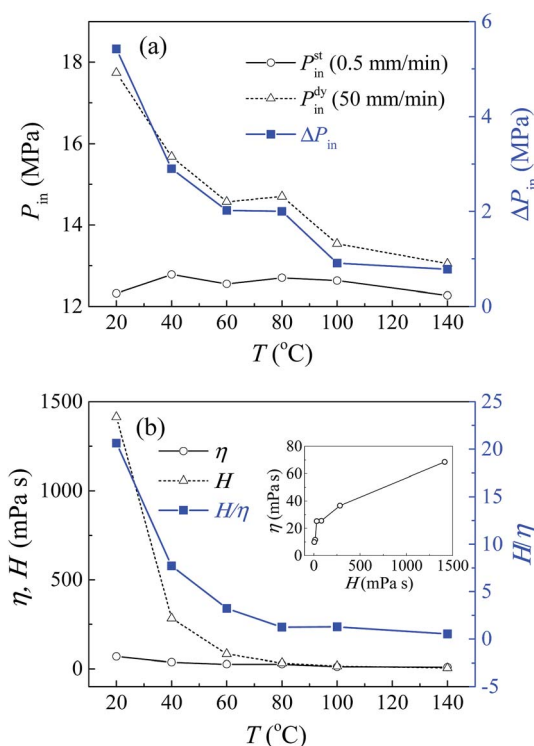 (a)
P_in^st (0.5 mm/min)
P_in^dy (50 mm/min)
ΔP_in
P_in (MPa)
18
16
14
12
ΔP_in (MPa)
6
4
2
0
20 40 60 80 100 120 140
T (°C)
(b)
η
H
H/η
η, H (mPa s)
1500
1000
500
0
H/η
25
20
15
10
5
0
-5
η (mPa s)
80
60
40
20
0
0 500 1000 1500
H (mPa s)
20 40 60 80 100 120 140
T (°C)